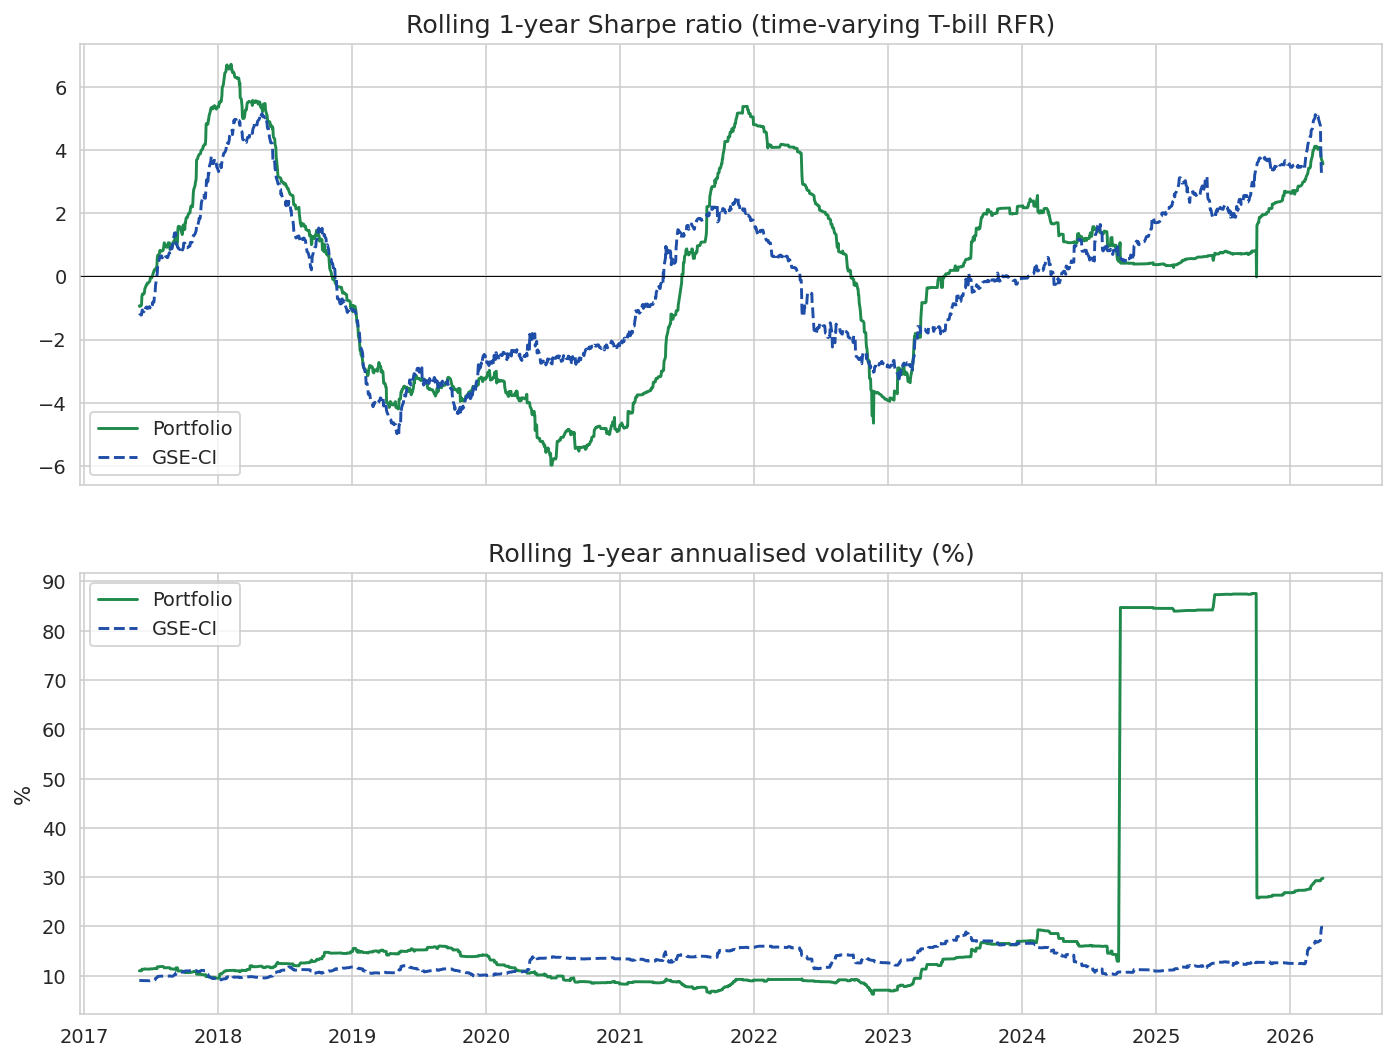 Rolling 1-year Sharpe ratio (time-varying T-bill RFR)
6
4
2
0
−2
−4
−6
Portfolio
GSE-CI
Rolling 1-year annualised volatility (%)
90
80
70
60
50
40
30
20
10
%
Portfolio
GSE-CI
2017 2018 2019 2020 2021 2022 2023 2024 2025 2026